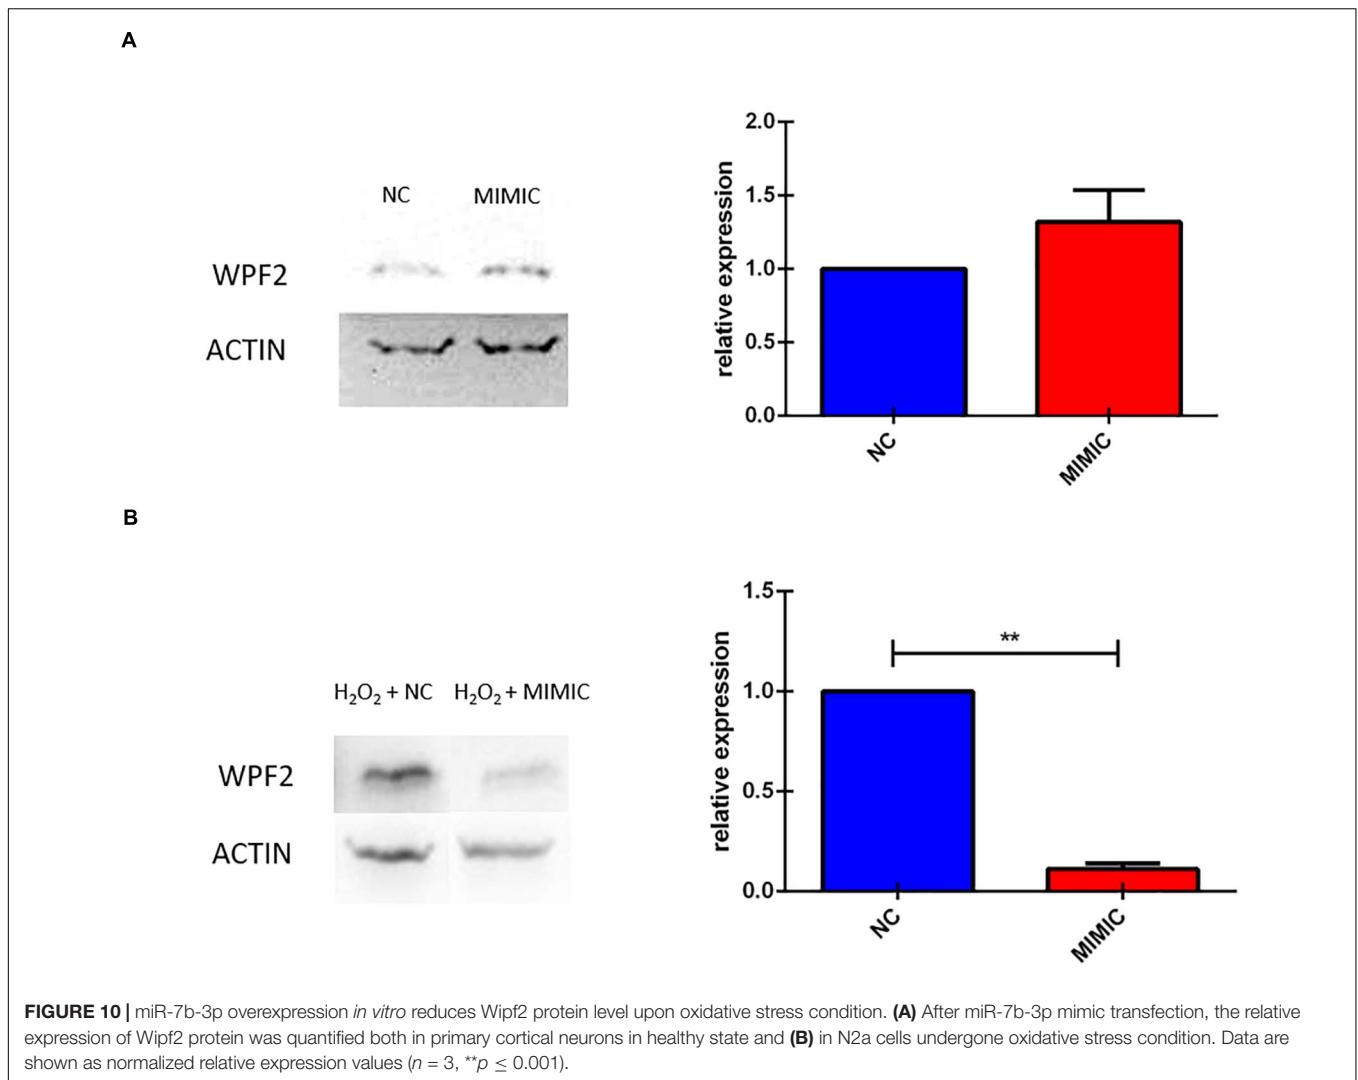 A
NC MIMIC
WPF2
ACTIN
relative expression
2.0
1.5
1.0
0.5
0.0
NC
MIMIC
B
H₂O₂ + NC H₂O₂ + MIMIC
WPF2
ACTIN
relative expression
1.5
1.0
0.5
0.0
**
NC
MIMIC
FIGURE 10 | miR-7b-3p overexpression in vitro reduces Wipf2 protein level upon oxidative stress condition. (A) After miR-7b-3p mimic transfection, the relative
expression of Wipf2 protein was quantified both in primary cortical neurons in healthy state and (B) in N2a cells undergone oxidative stress condition. Data are
shown as normalized relative expression values (n = 3, **p ≤ 0.001).